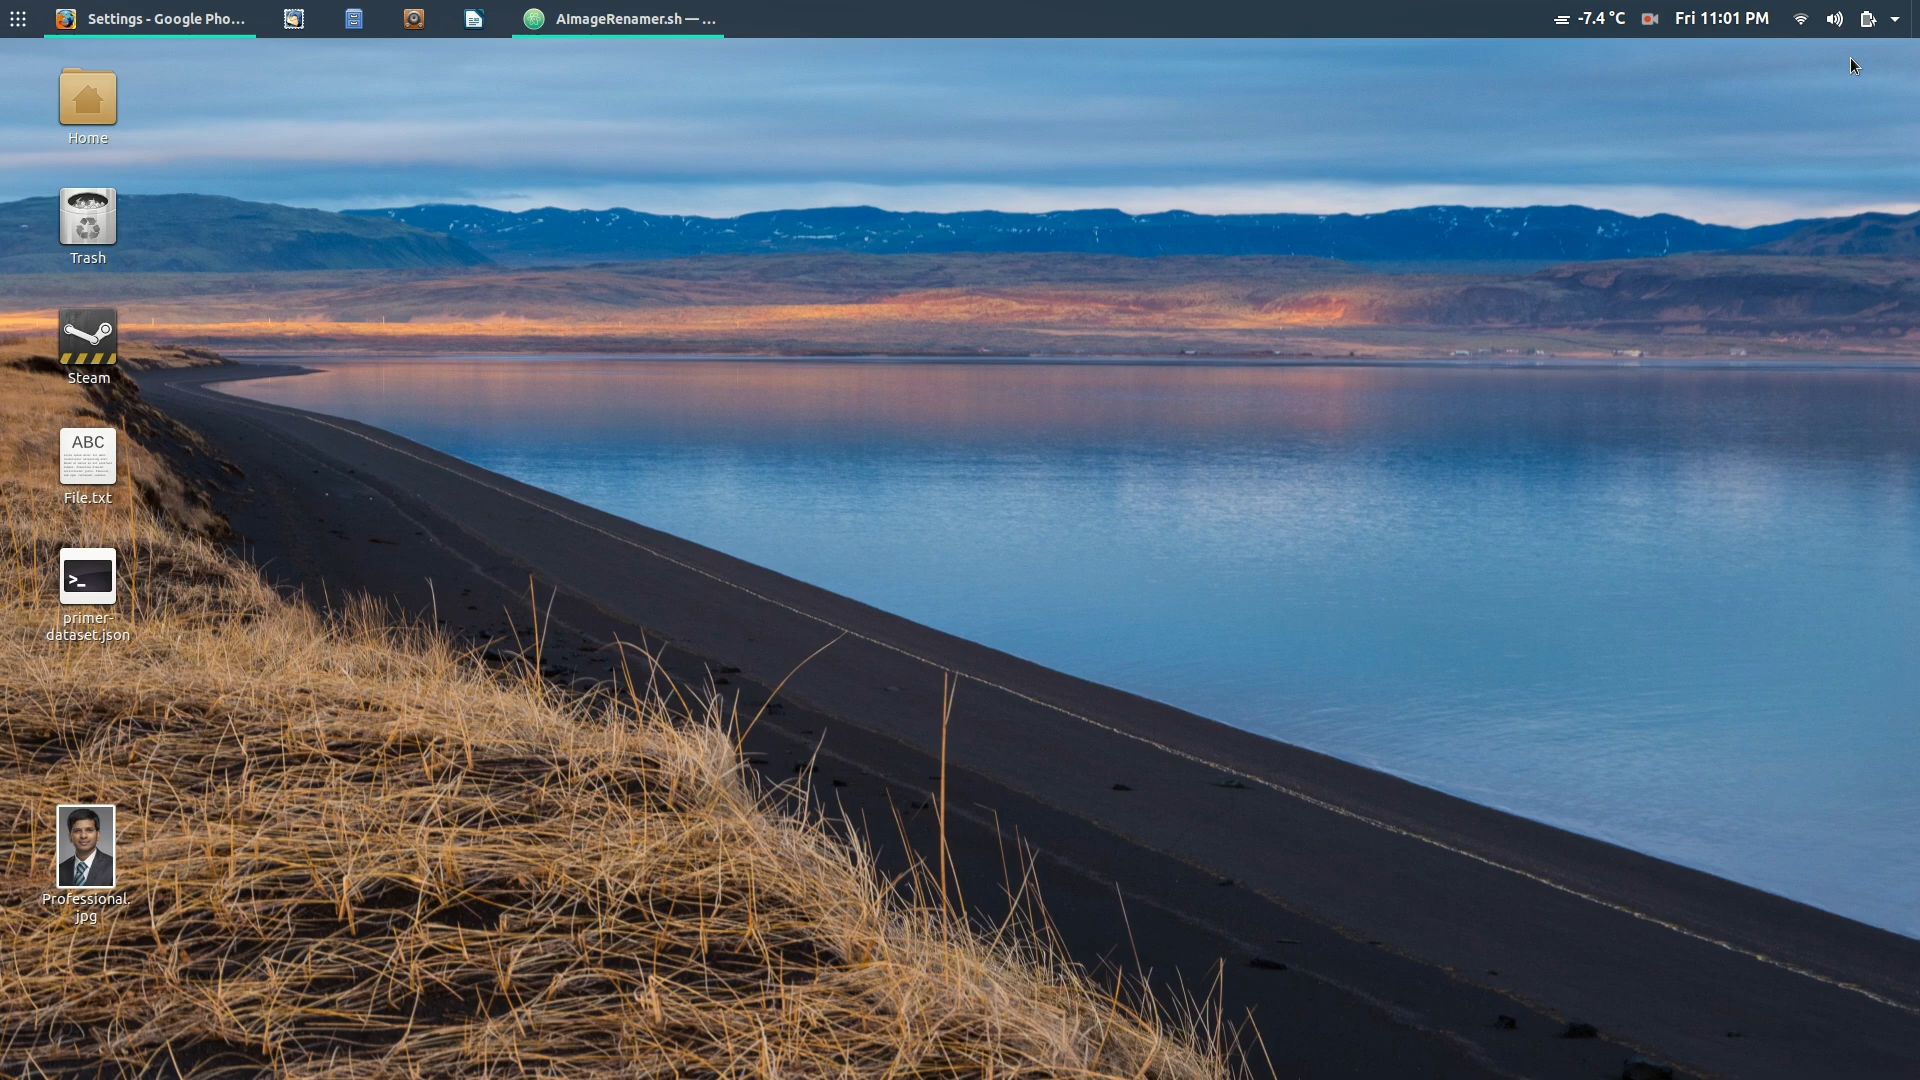 Settings - Google Pho...
AImageRenamer.sh — ...
-7.4 °C
Fri 11:01 PM
Home
Trash
Steam
ABC
File.txt
>_
primer-
dataset.json
Professional.
jpg